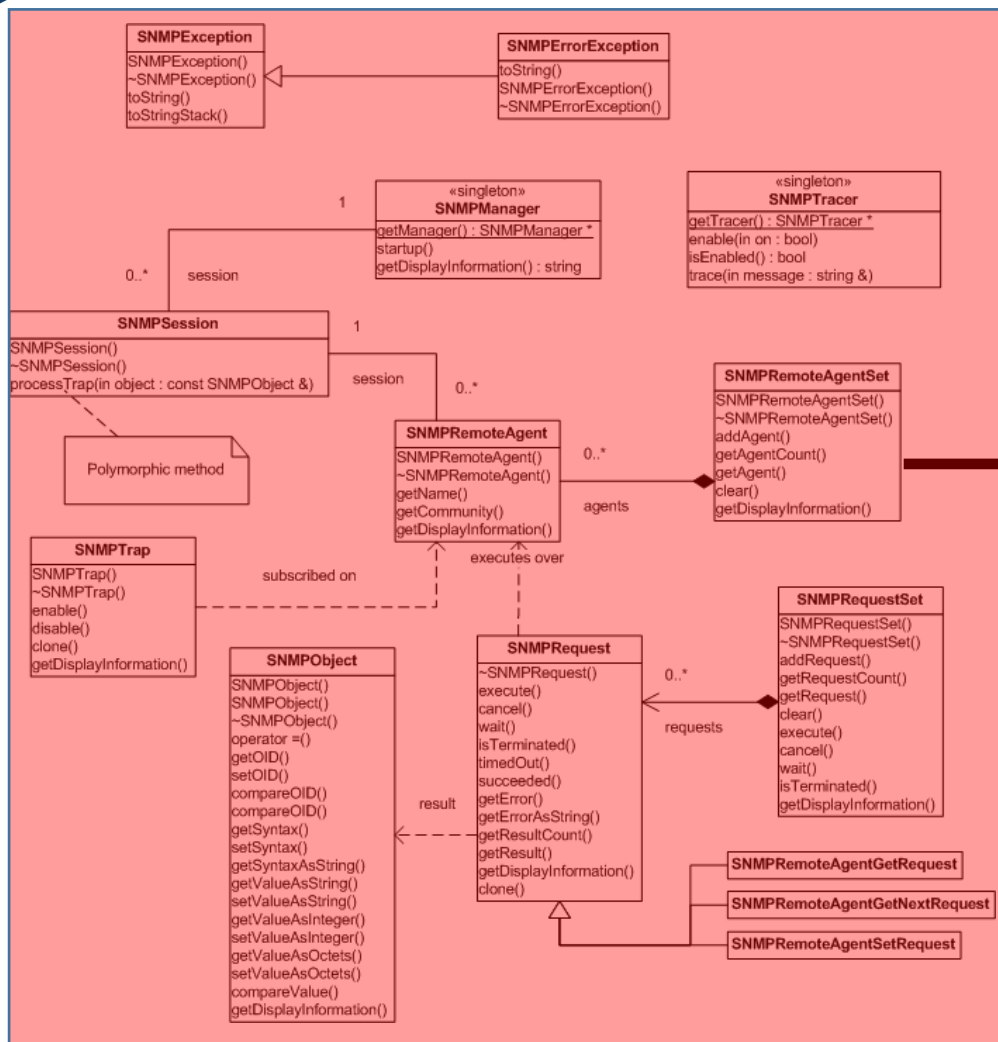 SNMPException
SNMPException()
~SNMPException()
toString()
toStringStack()
SNMPErrorException
toString()
SNMPErrorException()
~SNMPErrorException()
«singleton»
SNMPManager
getManager() : SNMPManager *
startup()
getDisplayInformation() : string
«singleton»
SNMPTracer
getTracer() : SNMPTracer *
enable(in on : bool)
isEnabled() : bool
trace(in message : string &)
1
0..*
session
SNMPSession
SNMPSession()
~SNMPSession()
processTrap(in object : const SNMPObject &)
1
session
0..*
Polymorphic method
SNMPRemoteAgent
SNMPRemoteAgent()
~SNMPRemoteAgent()
getName()
getCommunity()
getDisplayInformation()
0..*
agents
SNMPRemoteAgentSet
SNMPRemoteAgentSet()
~SNMPRemoteAgentSet()
addAgent()
getAgentCount()
getAgent()
clear()
getDisplayInformation()
SNMPTrap
SNMPTrap()
~SNMPTrap()
enable()
disable()
clone()
getDisplayInformation()
subscribed on
executes over
SNMPObject
SNMPObject()
SNMPObject()
~SNMPObject()
operator =()
getOID()
setOID()
compareOID()
compareOID()
getSyntax()
setSyntax()
getSyntaxAsString()
getValueAsString()
setValueAsString()
getValueAsInteger()
setValueAsInteger()
getValueAsOctets()
setValueAsOctets()
compareValue()
getDisplayInformation()
result
SNMPRequest
~SNMPRequest()
execute()
cancel()
wait()
isTerminated()
timedOut()
succeeded()
getError()
getErrorAsString()
getResultCount()
getResult()
getDisplayInformation()
clone()
0..*
requests
SNMPRequestSet
SNMPRequestSet()
~SNMPRequestSet()
addRequest()
getRequestCount()
getRequest()
clear()
execute()
cancel()
wait()
isTerminated()
getDisplayInformation()
SNMPRemoteAgentGetRequest
SNMPRemoteAgentGetNextRequest
SNMPRemoteAgentSetRequest